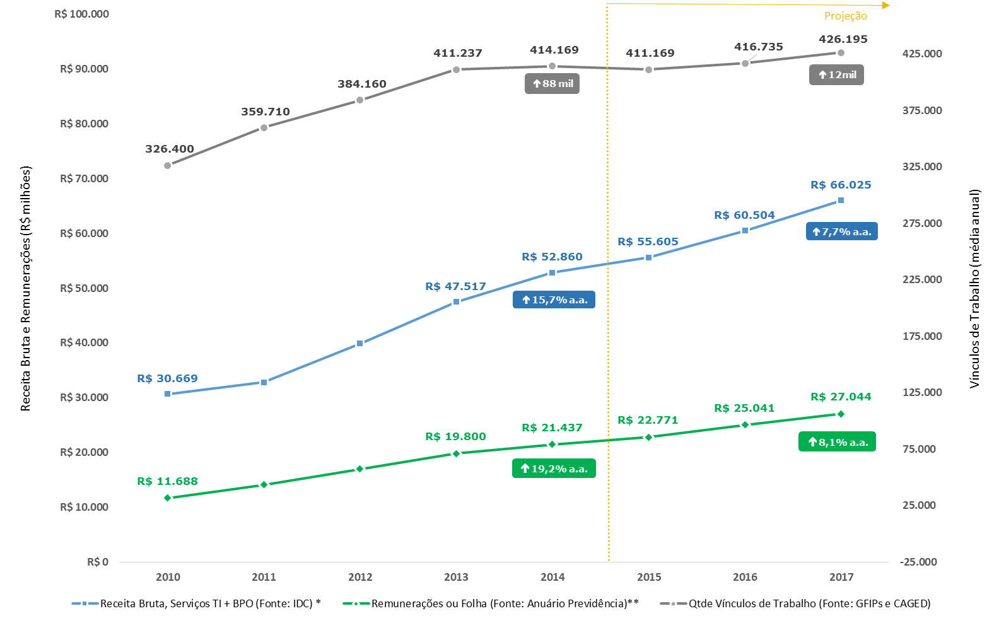 R$ 100.000
R$ 90.000
R$ 80.000
R$ 70.000
R$ 60.000
R$ 50.000
R$ 40.000
R$ 30.000
R$ 20.000
R$ 10.000
R$ 0
Receita Bruta e Remunerações (R$ milhões)
Projeção
326.400
359.710
384.160
411.237
414.169
411.169
416.735
426.195
↑ 88 mil
↑ 12mil
R$ 30.669
R$ 47.517
R$ 52.860
R$ 55.605
R$ 60.504
R$ 66.025
↑ 15,7% a.a.
↑ 7,7% a.a.
R$ 11.688
R$ 19.800
R$ 21.437
R$ 22.771
R$ 25.041
R$ 27.044
↑ 19,2% a.a.
↑ 8,1% a.a.
425.000
375.000
325.000
275.000
225.000
175.000
125.000
75.000
25.000
-25.000
Vínculos de Trabalho (média anual)
2010
2011
2012
2013
2014
2015
2016
2017
Receita Bruta, Serviços TI + BPO (Fonte: IDC) *
Remunerações ou Folha (Fonte: Anuário Previdência)**
Qtde Vínculos de Trabalho (Fonte: GFIPs e CAGED)